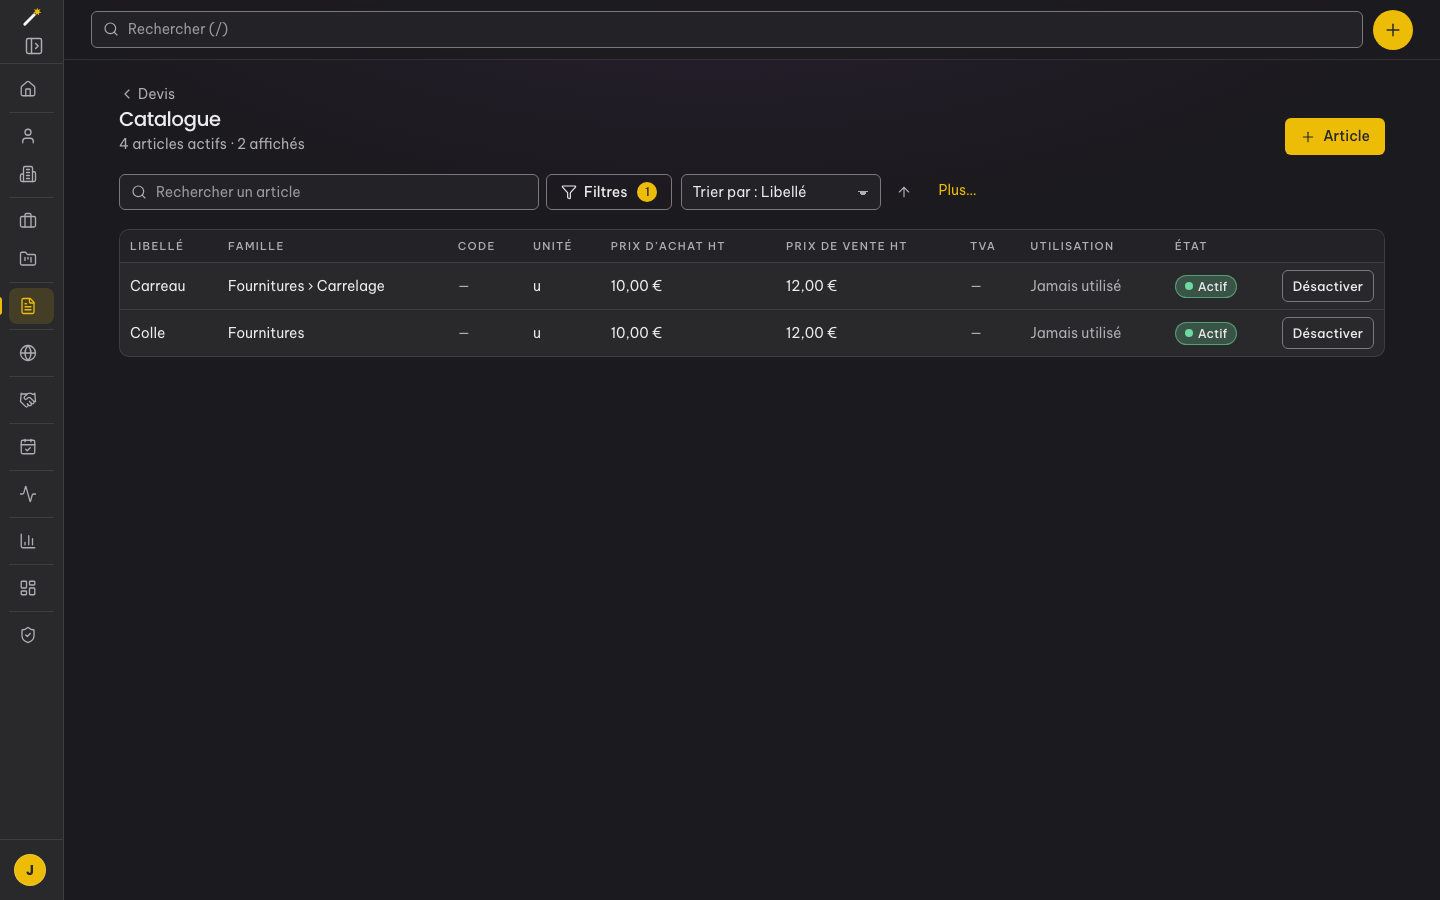 Rechercher (/)
Devis
Catalogue
4 articles actifs · 2 affichés
Article
Rechercher un article
Filtres 1
Trier par : Libellé
Plus…
LIBELLÉ FAMILLE CODE UNITÉ PRIX D'ACHAT HT PRIX DE VENTE HT TVA UTILISATION ÉTAT
Carreau Fournitures › Carrelage — u 10,00 € 12,00 € — Jamais utilisé Actif Désactiver
Colle Fournitures — u 10,00 € 12,00 € — Jamais utilisé Actif Désactiver
J